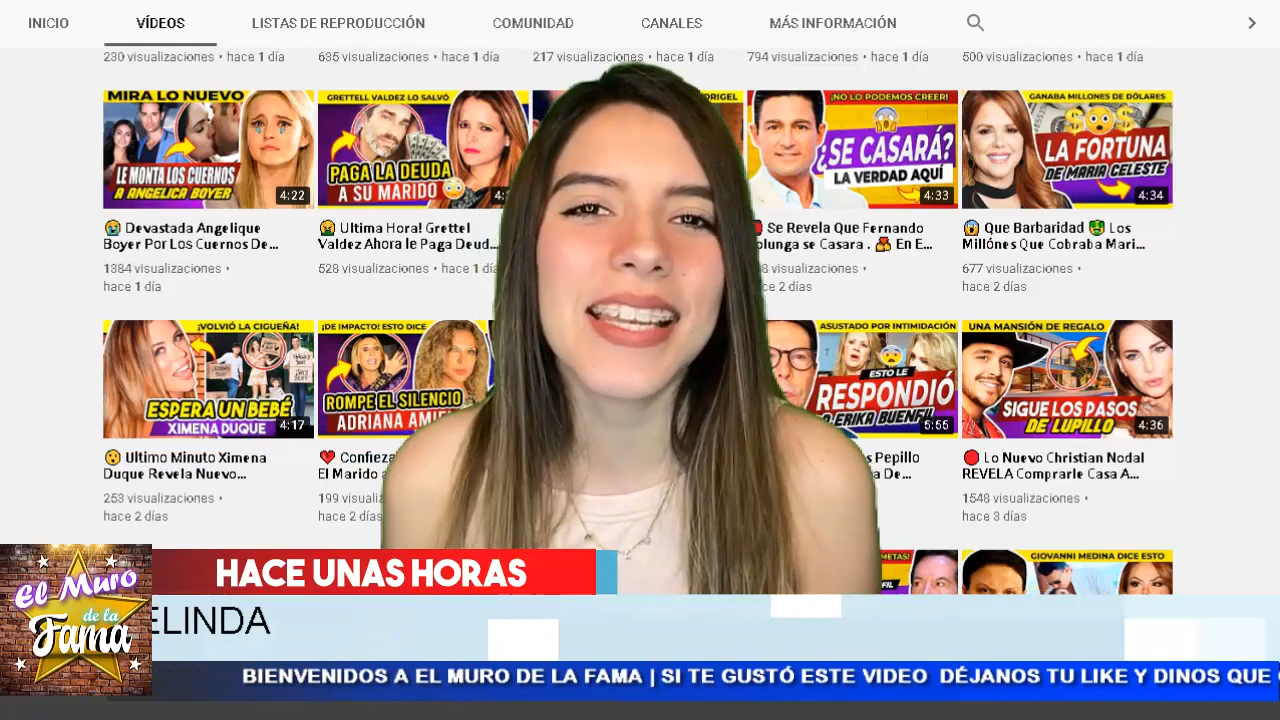 INICIO
VÍDEOS
LISTAS DE REPRODUCCIÓN
COMUNIDAD
CANALES
MÁS INFORMACIÓN
230 visualizaciones • hace 1 día
635 visualizaciones • hace 1 día
217 visualizaciones • hace 1 día
794 visualizaciones • hace 1 día
500 visualizaciones • hace 1 día
MIRA LO NUEVO
LE MONTA LOS CUERNOS
A ANGELICA BOYER
4:22
GRETTELL VALDEZ LO SALVÓ
PAGA LA DEUDA
A SU MARIDO
¡NO LO PODEMOS CREER!
¿SE CASARÁ?
LA VERDAD AQUÍ
4:33
GANABA MILLONES DE DÓLARES
LA FORTUNA
DE MARIA CELESTE
4:34
😭 Devastada Angelique
Boyer Por Los Cuernos De...
1384 visualizaciones •
hace 1 día
Ultima Hora! Grettel
Valdez Ahora le Paga Deud...
528 visualizaciones • hace 1 día
Se Revela Que Fernando
olunga se Casara . En E...
hace 2 días
😱 Que Barbaridad 🤑 Los
Millónes Que Cobraba Mari...
677 visualizaciones •
hace 2 días
¡VOLVIÓ LA CIGUEÑA!
ESPERA UN BEBÉ
XIMENA DUQUE
4:17
¡DE IMPACTO! ESTO DICE
ROMPE EL SILENCIO
ADRIANA
ASUSTADO POR INTIMIDACIÓN
ESTO LE
RESPONDIÓ
ERIKA BUENFIL
5:55
UNA MANSIÓN DE REGALO
SIGUE LOS PASOS
DE LUPILLO
4:36
😮 Ultimo Minuto Ximena
Duque Revela Nuevo...
253 visualizaciones •
hace 2 días
El Marido
hace 2 días
Pepillo
De...
🔴 Lo Nuevo Christian Nodal
REVELA Comprarle Casa A...
1548 visualizaciones •
hace 3 días
GIOVANNI MEDINA DICE ESTO
El Muro
de la
Fama
HACE UNAS HORAS
ELINDA
BIENVENIDOS A EL MURO DE LA FAMA | SI TE GUSTÓ ESTE VIDEO DÉJANOS TU LIKE Y DINOS QUE